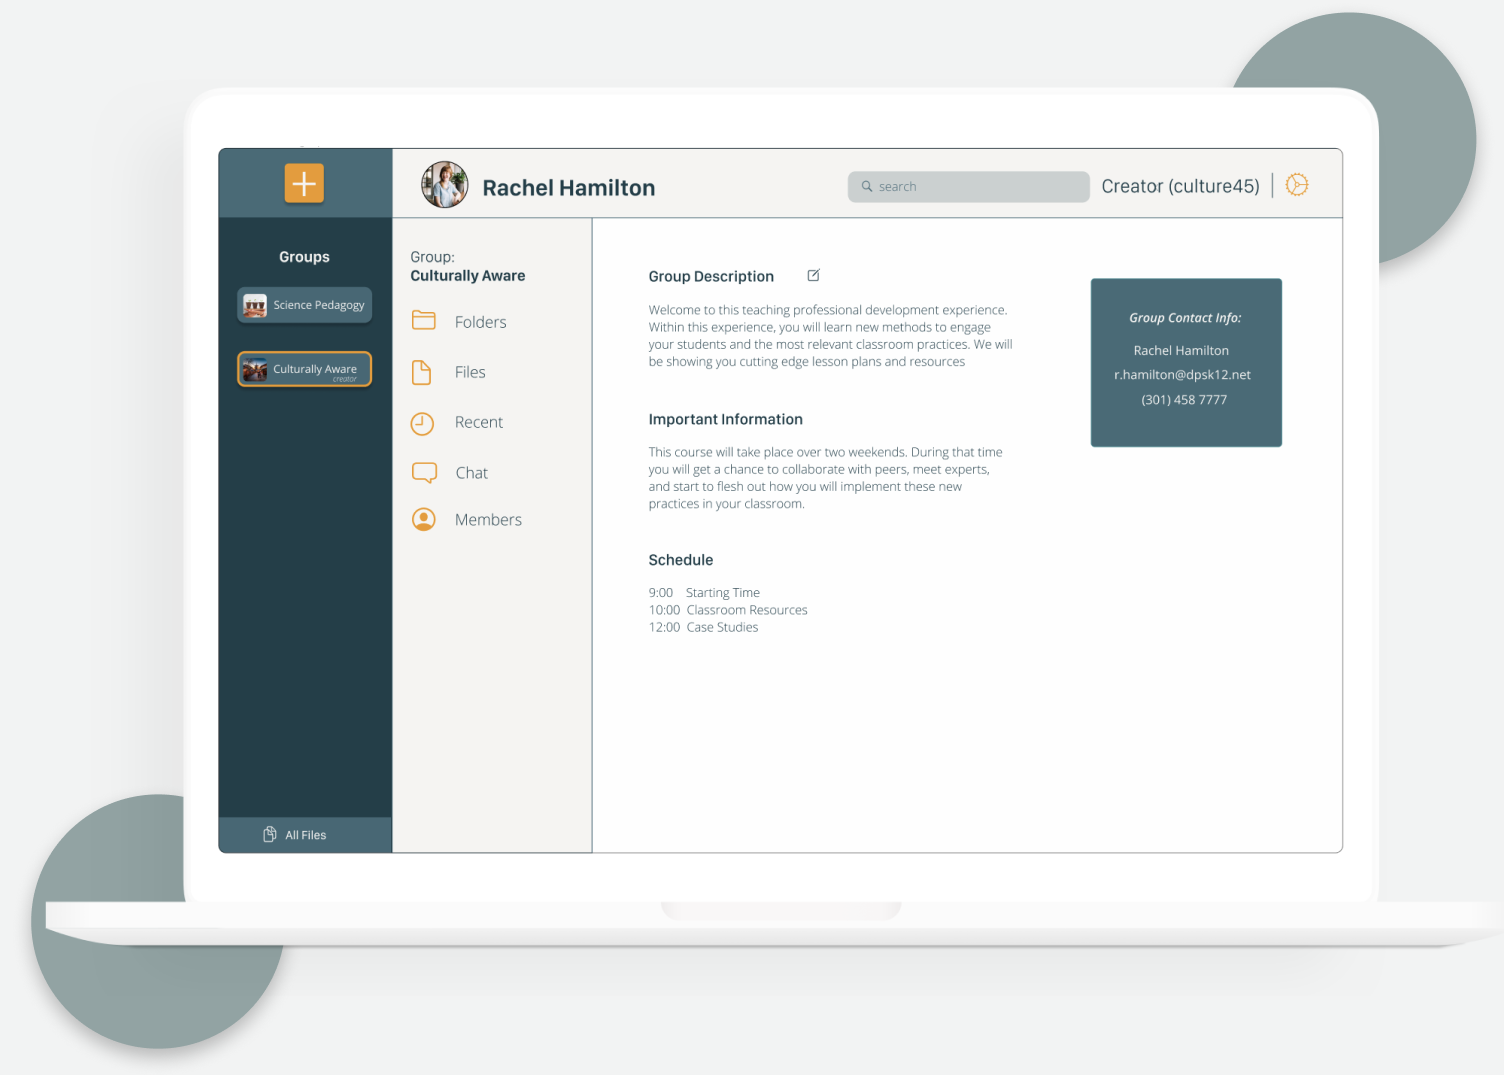 Rachel Hamilton
search
Creator (culture45)
Groups
Science Pedagogy
Culturally Aware
creator
All Files
Group:
Culturally Aware
Folders
Files
Recent
Chat
Members
Group Description
Welcome to this teaching professional development experience.
Within this experience, you will learn new methods to engage
your students and the most relevant classroom practices. We will
be showing you cutting edge lesson plans and resources
Important Information
This course will take place over two weekends. During that time
you will get a chance to collaborate with peers, meet experts,
and start to flesh out how you will implement these new
practices in your classroom.
Schedule
9:00 Starting Time
10:00 Classroom Resources
12:00 Case Studies
Group Contact Info:
Rachel Hamilton
r.hamilton@dpsk12.net
(301) 458 7777